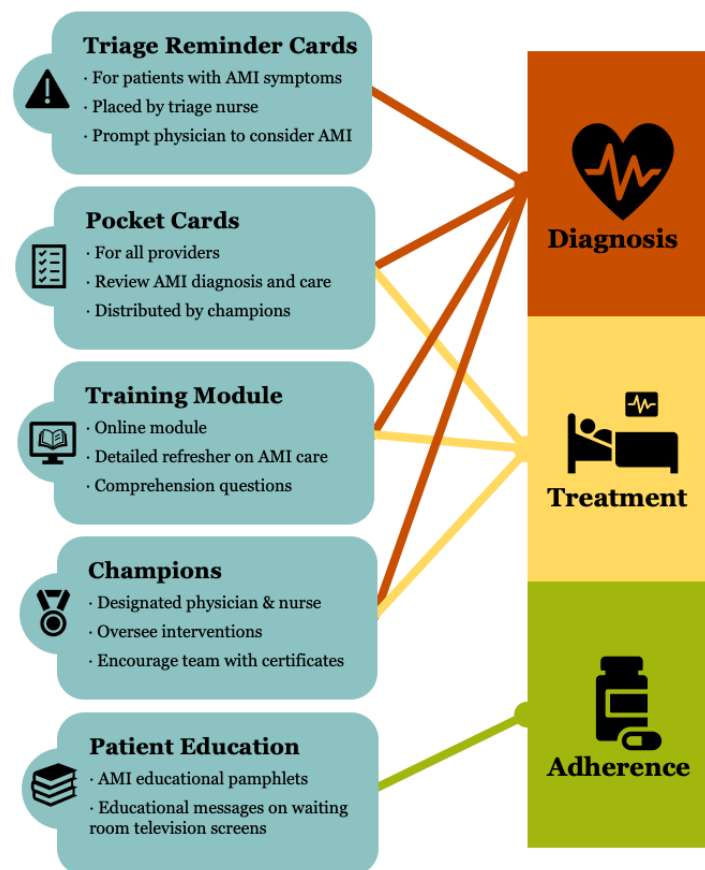 Triage Reminder Cards
· For patients with AMI symptoms
· Placed by triage nurse
· Prompt physician to consider AMI
Pocket Cards
· For all providers
· Review AMI diagnosis and care
· Distributed by champions
Training Module
· Online module
· Detailed refresher on AMI care
· Comprehension questions
Champions
· Designated physician & nurse
· Oversee interventions
· Encourage team with certificates
Patient Education
· AMI educational pamphlets
· Educational messages on waiting
room television screens
Diagnosis
Treatment
Adherence